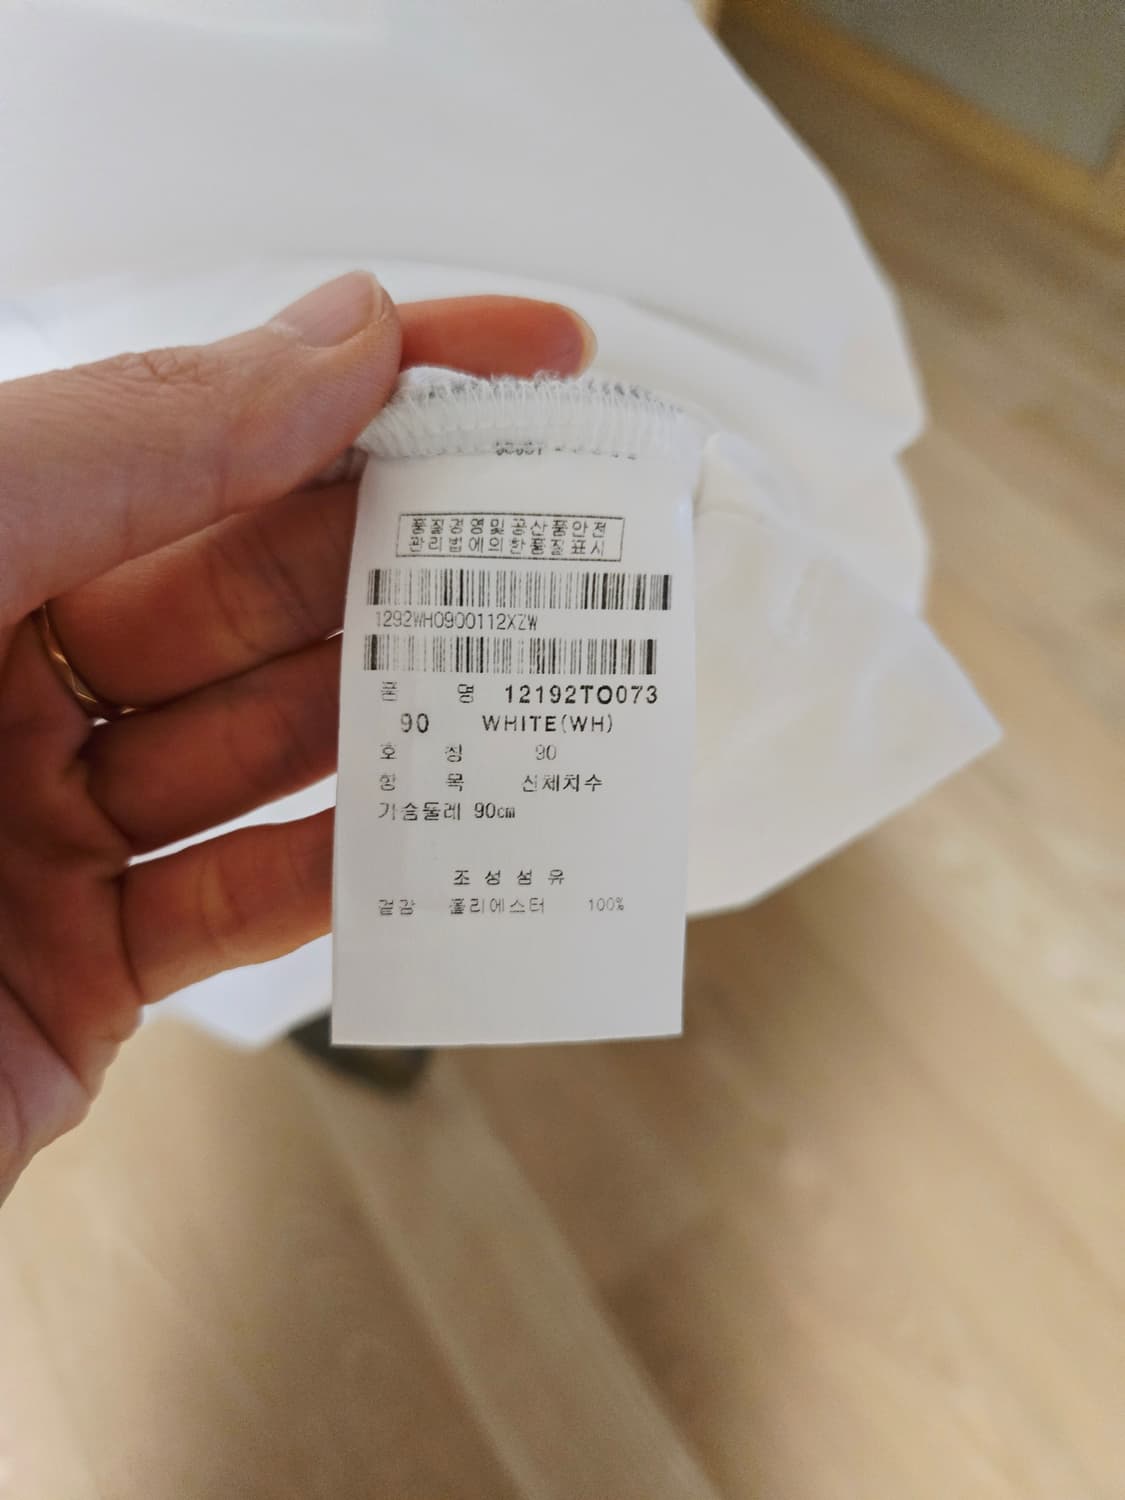 품질경영및공산품안전
관리법에의한품질표시
1292WH0900112XZW
품 명 12192TO073
90 WHITE(WH)
호 칭 90
항 목 신체치수
가슴둘레 90cm
조 성 섬 유
겉감 폴리에스터 100%